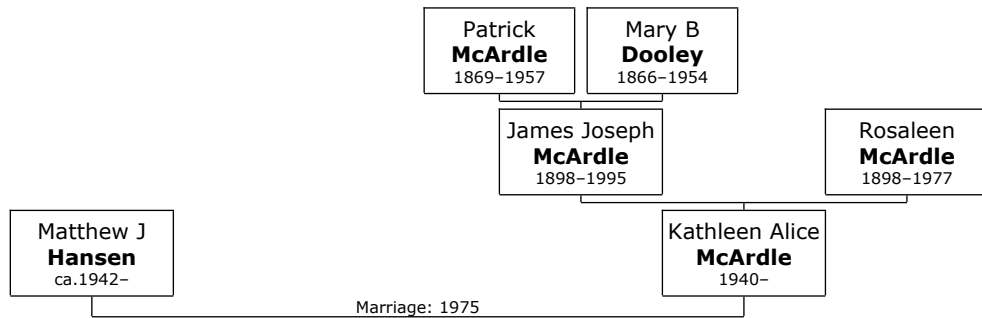 Patrick
McArdle
1869–1957
Mary B
Dooley
1866–1954
James Joseph
McArdle
1898–1995
Rosaleen
McArdle
1898–1977
Matthew J
Hansen
ca.1942–
Kathleen Alice
McArdle
1940–
Marriage: 1975